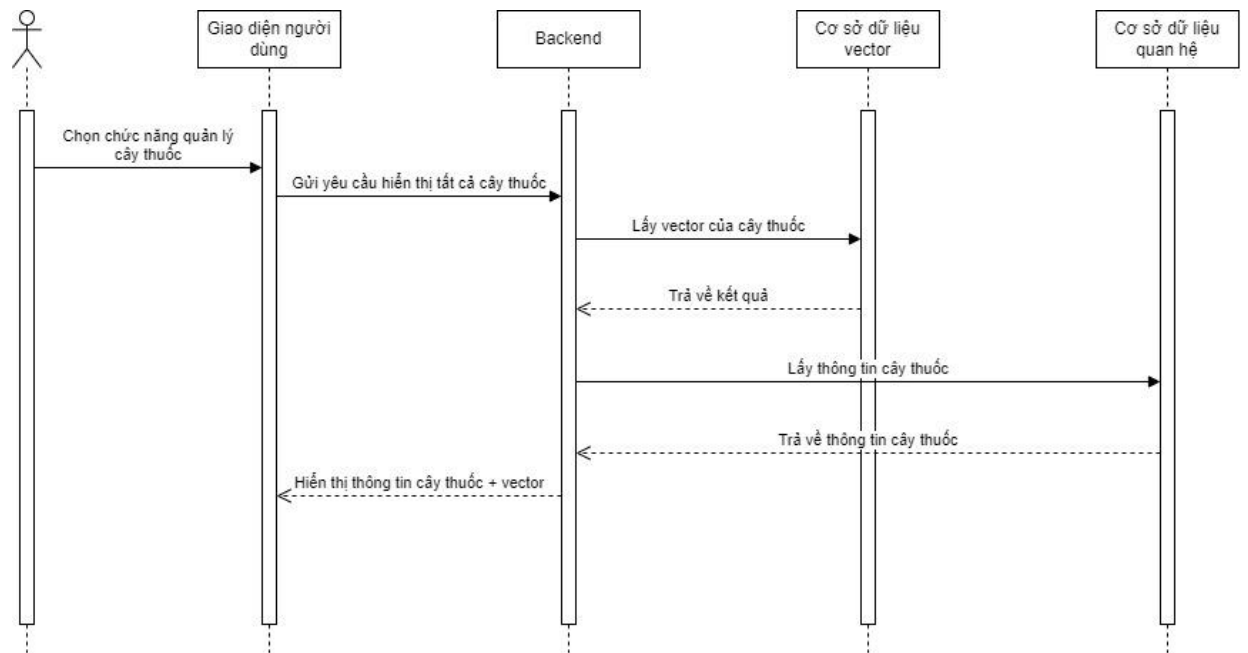 Giao diện người
dùng
Backend
Cơ sở dữ liệu
vector
Cơ sở dữ liệu
quan hệ
Chọn chức năng quản lý
cây thuốc
Gửi yêu cầu hiển thị tất cả cây thuốc
Lấy vector của cây thuốc
Trả về kết quả
Lấy thông tin cây thuốc
Trả về thông tin cây thuốc
Hiển thị thông tin cây thuốc + vector